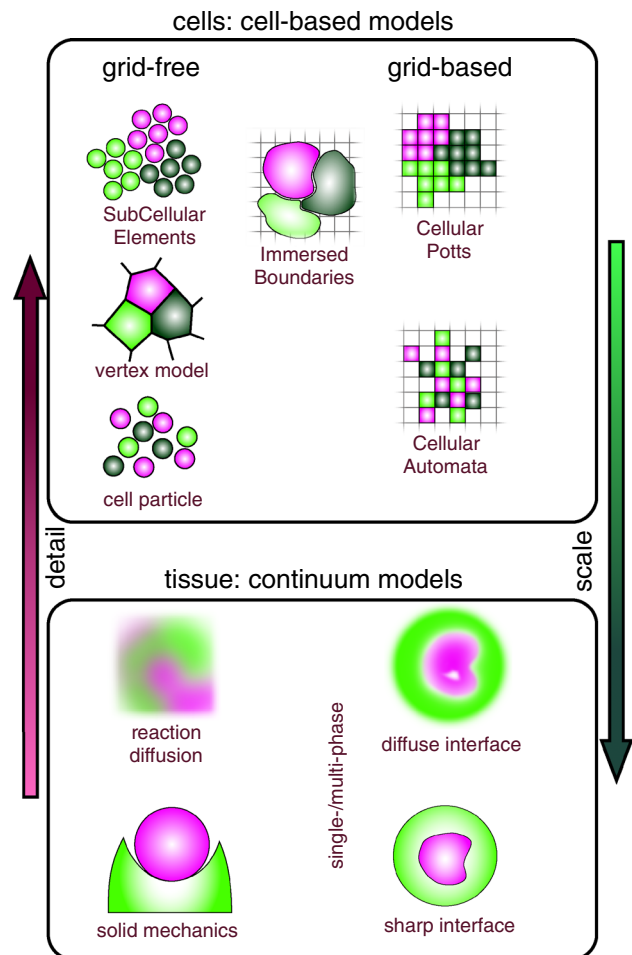 cells: cell-based models
grid-free
grid-based
SubCellular
Elements
Immersed
Boundaries
Cellular
Potts
vertex model
cell particle
Cellular
Automata
detail
scale
tissue: continuum models
reaction
diffusion
single-/multi-phase
diffuse interface
solid mechanics
sharp interface